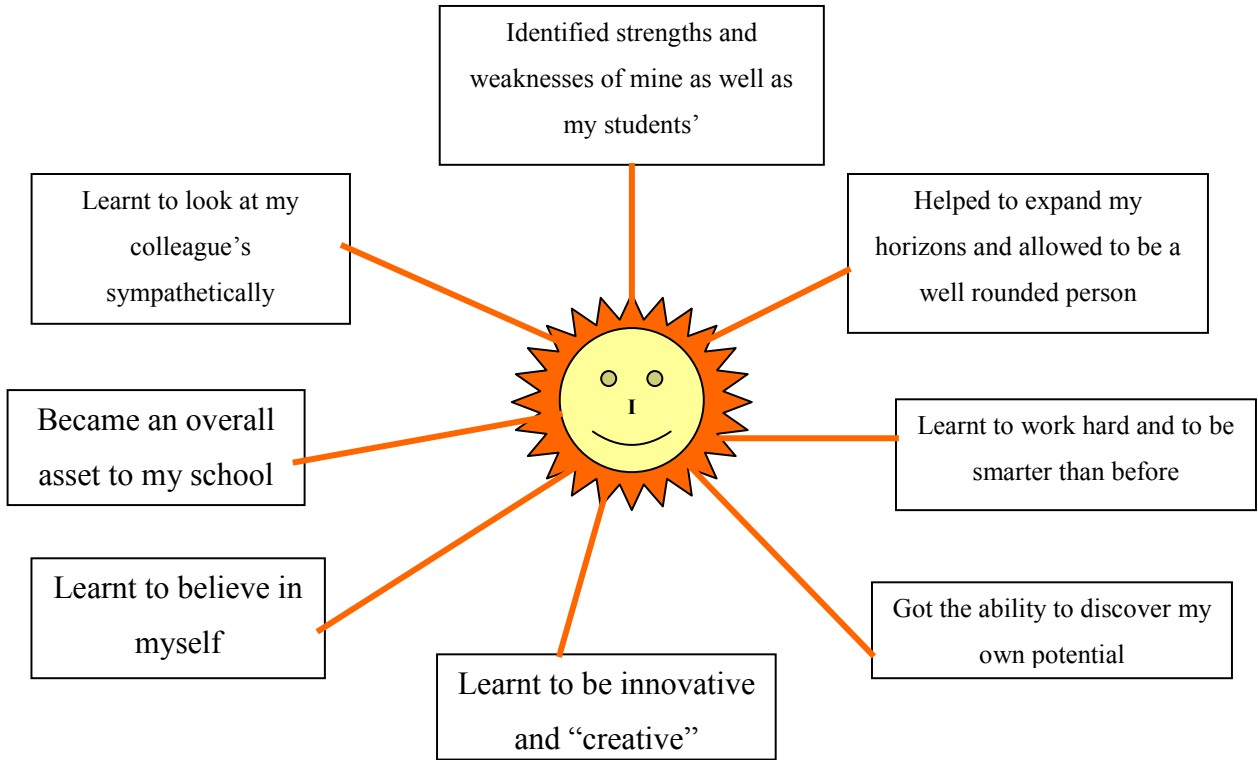 Identified strengths and
weaknesses of mine as well as
my students’
Learnt to look at my
colleague’s
sympathetically
Helped to expand my
horizons and allowed to be a
well rounded person
I
Became an overall
asset to my school
Learnt to work hard and to be
smarter than before
Learnt to believe in
myself
Got the ability to discover my
own potential
Learnt to be innovative
and “creative”